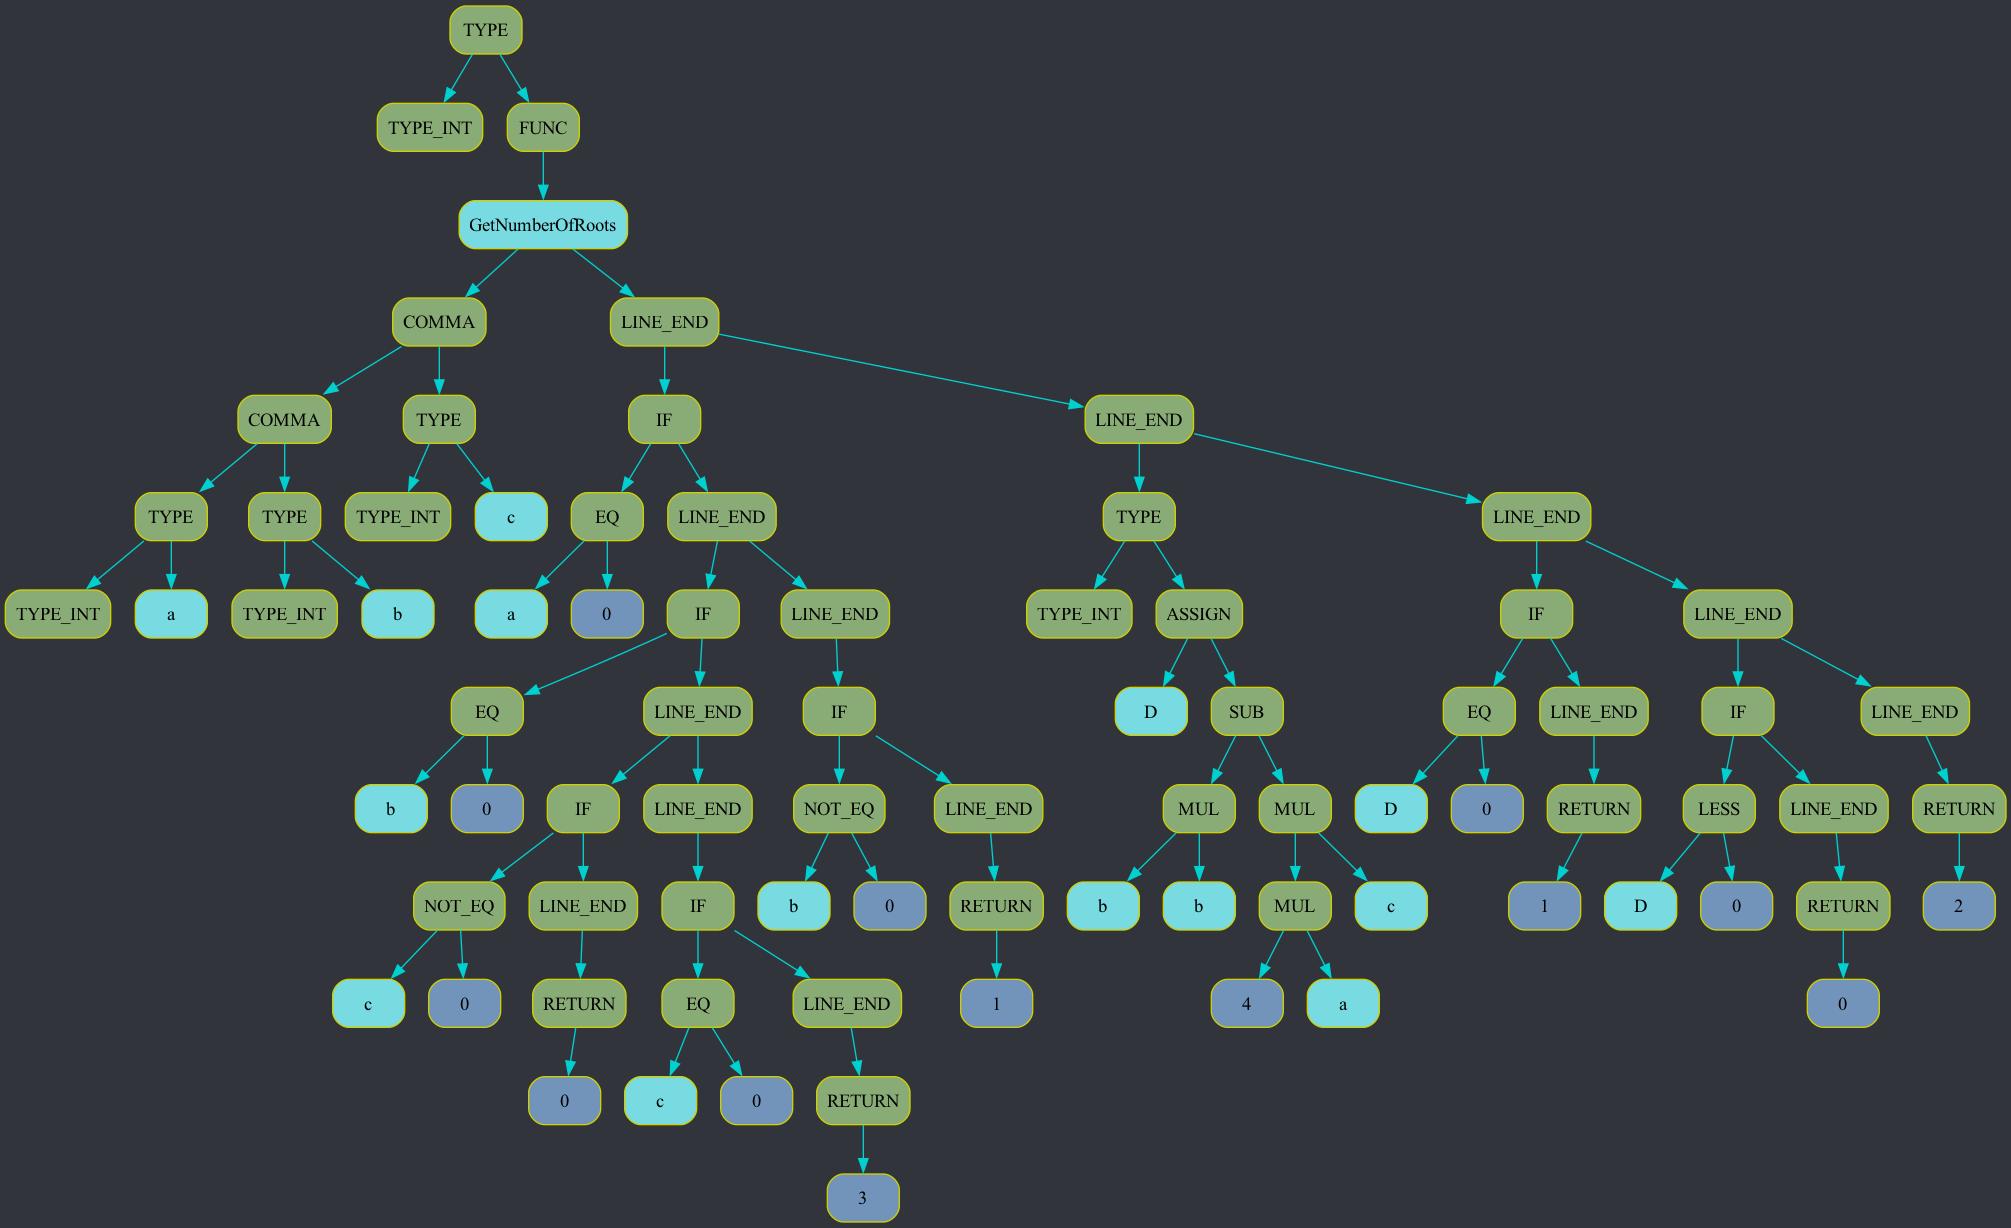 TYPE
TYPE_INT FUNC
GetNumberOfRoots
COMMA LINE_END
COMMA TYPE IF LINE_END
TYPE TYPE TYPE_INT c EQ LINE_END TYPE LINE_END
TYPE_INT a TYPE_INT b a 0 IF LINE_END TYPE_INT ASSIGN IF LINE_END
EQ LINE_END IF D SUB EQ LINE_END IF LINE_END
b 0 IF LINE_END NOT_EQ LINE_END MUL MUL D 0 RETURN LESS LINE_END RETURN
NOT_EQ LINE_END IF b 0 RETURN b b MUL c 1 D 0 RETURN 2
c 0 RETURN EQ LINE_END 1 4 a 0
0 c 0 RETURN
3